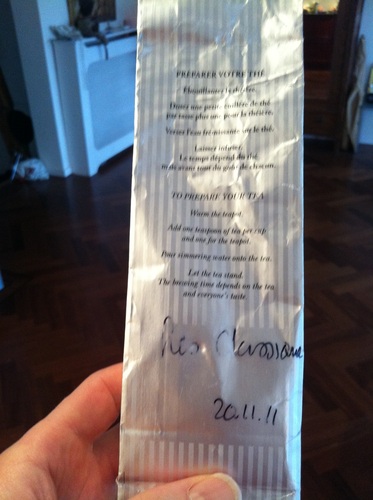 PREPARER VOTRE THÉ
Ebouillantez la théière.
Dosez une petite cuillère de thé
par tasse plus une pour la théière.
Versez l'eau frémissante sur le thé.
Laissez infuser.
Le temps dépend du thé
et du goût de chacun.
TO PREPARE YOUR TEA
Warm the teapot.
Add one teaspoon of tea per cup
and one for the teapot.
Pour simmering water onto the tea.
Let the tea stand.
The brewing time depends on the tea
and everyone's taste.
20.11.11